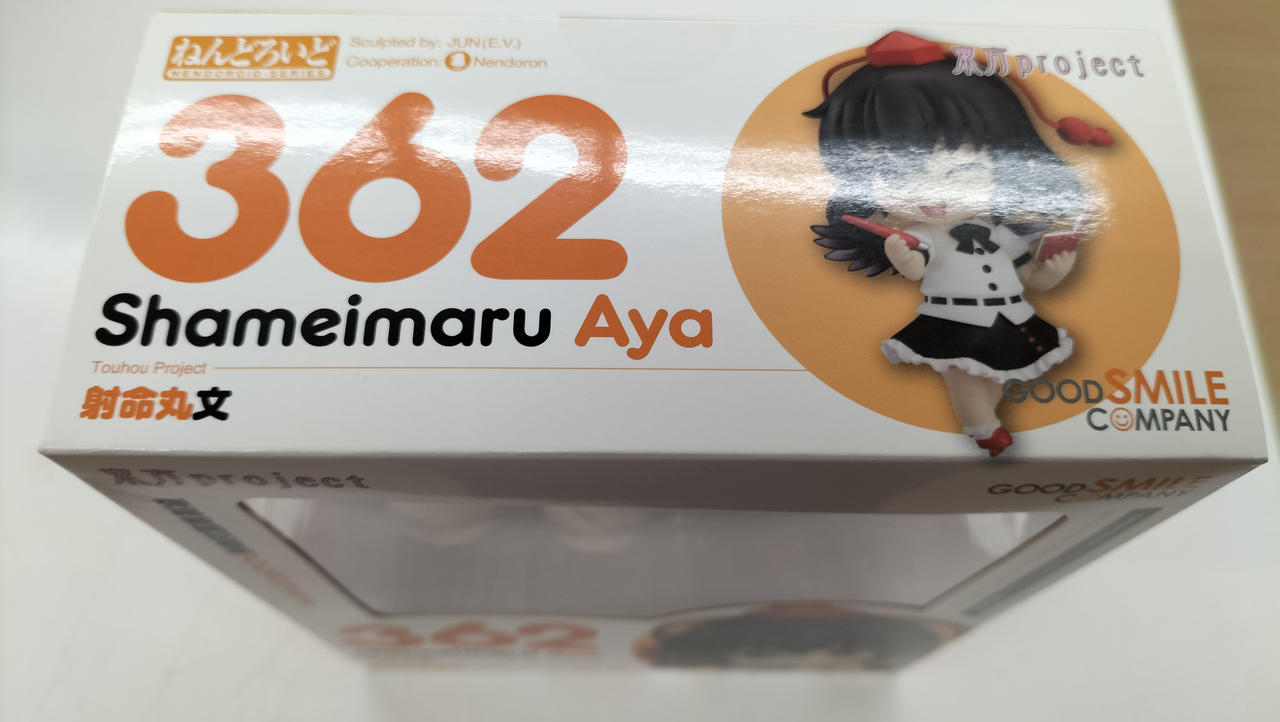 ねんどろいど
NENDOROID SERIES
Sculpted by: JUN (E.V.)
Cooperation: Nendoron
東方project
362
Shameimaru Aya
Touhou Project
射命丸文
GOOD SMILE
COMPANY
東方project
GOOD SMILE
COMPANY
362